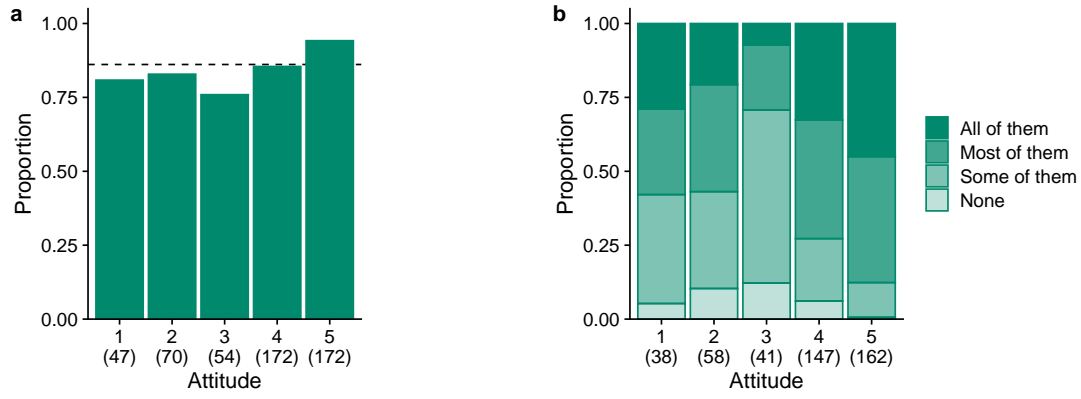 a
1.00
0.75
0.50
0.25
0.00
Proportion
1 2 3 4 5
(47) (70) (54) (172) (172)
Attitude
b
1.00
0.75
0.50
0.25
0.00
Proportion
1 2 3 4 5
(38) (58) (41) (147) (162)
Attitude
All of them
Most of them
Some of them
None